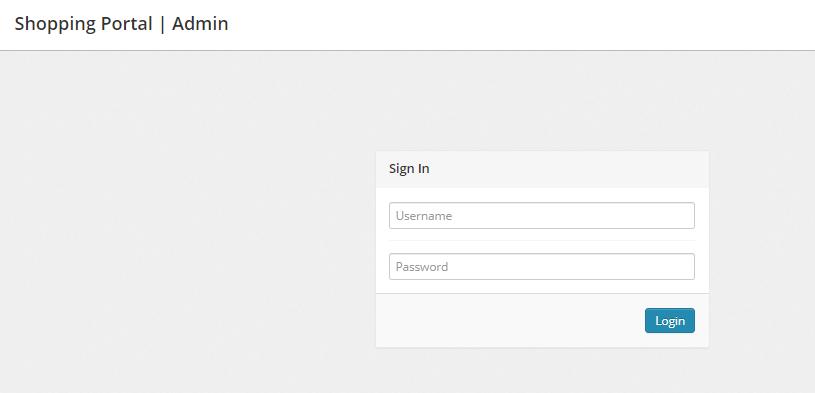 Shopping Portal | Admin
Sign In
Username
Password
Login